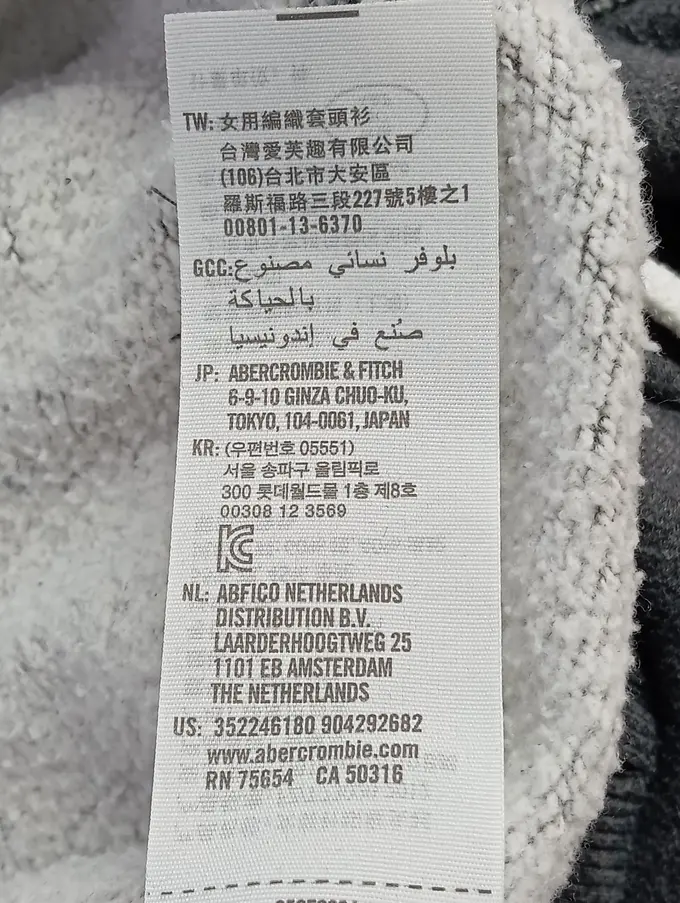 TW: 女用編織套頭衫
台灣愛芙趣有限公司
(106)台北市大安區
羅斯福路三段227號5樓之1
00801-13-6370
GCC: بلوفر نسائي مصنوع
بالحياكة
صُنع في إندونيسيا
JP: ABERCROMBIE & FITCH
6-9-10 GINZA CHUO-KU,
TOKYO, 104-0061, JAPAN
KR: (우편번호 05551)
서울 송파구 올림픽로
300 롯데월드몰 1층 제8호
00308 12 3569
NL: ABFICO NETHERLANDS
DISTRIBUTION B.V.
LAARDERHOOGTWEG 25
1101 EB AMSTERDAM
THE NETHERLANDS
US: 352246180 904292682
www.abercrombie.com
RN 75654 CA 50316